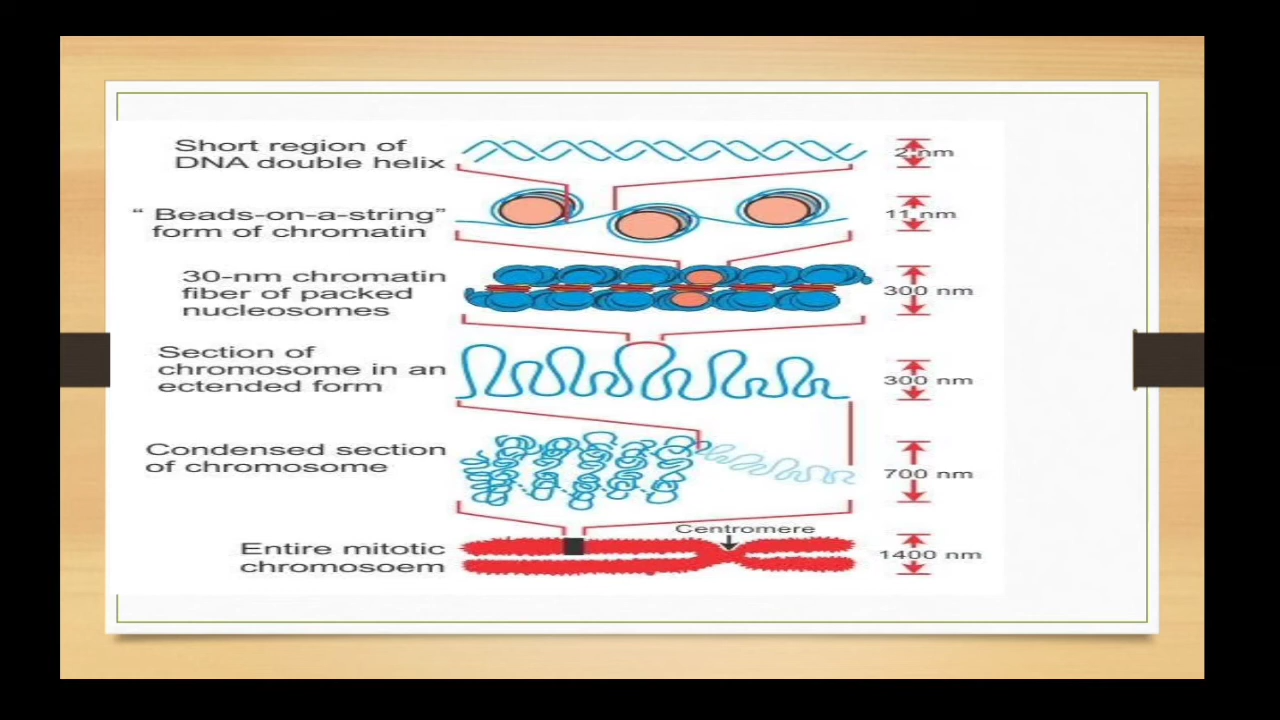 Short region of
DNA double helix
2 nm
“ Beads-on-a-string”
form of chromatin
11 nm
30-nm chromatin
fiber of packed
nucleosomes
300 nm
Section of
chromosome in an
ectended form
300 nm
Condensed section
of chromosome
700 nm
Centromere
Entire mitotic
chromosoem
1400 nm